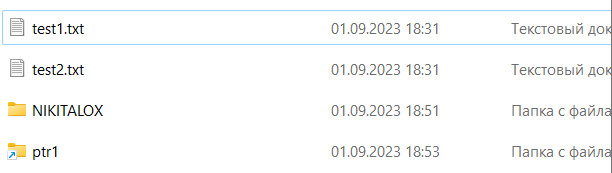 test1.txt 01.09.2023 18:31 Текстовый док
test2.txt 01.09.2023 18:31 Текстовый док
NIKITALOX 01.09.2023 18:51 Папка с файла
ptr1 01.09.2023 18:53 Папка с файла